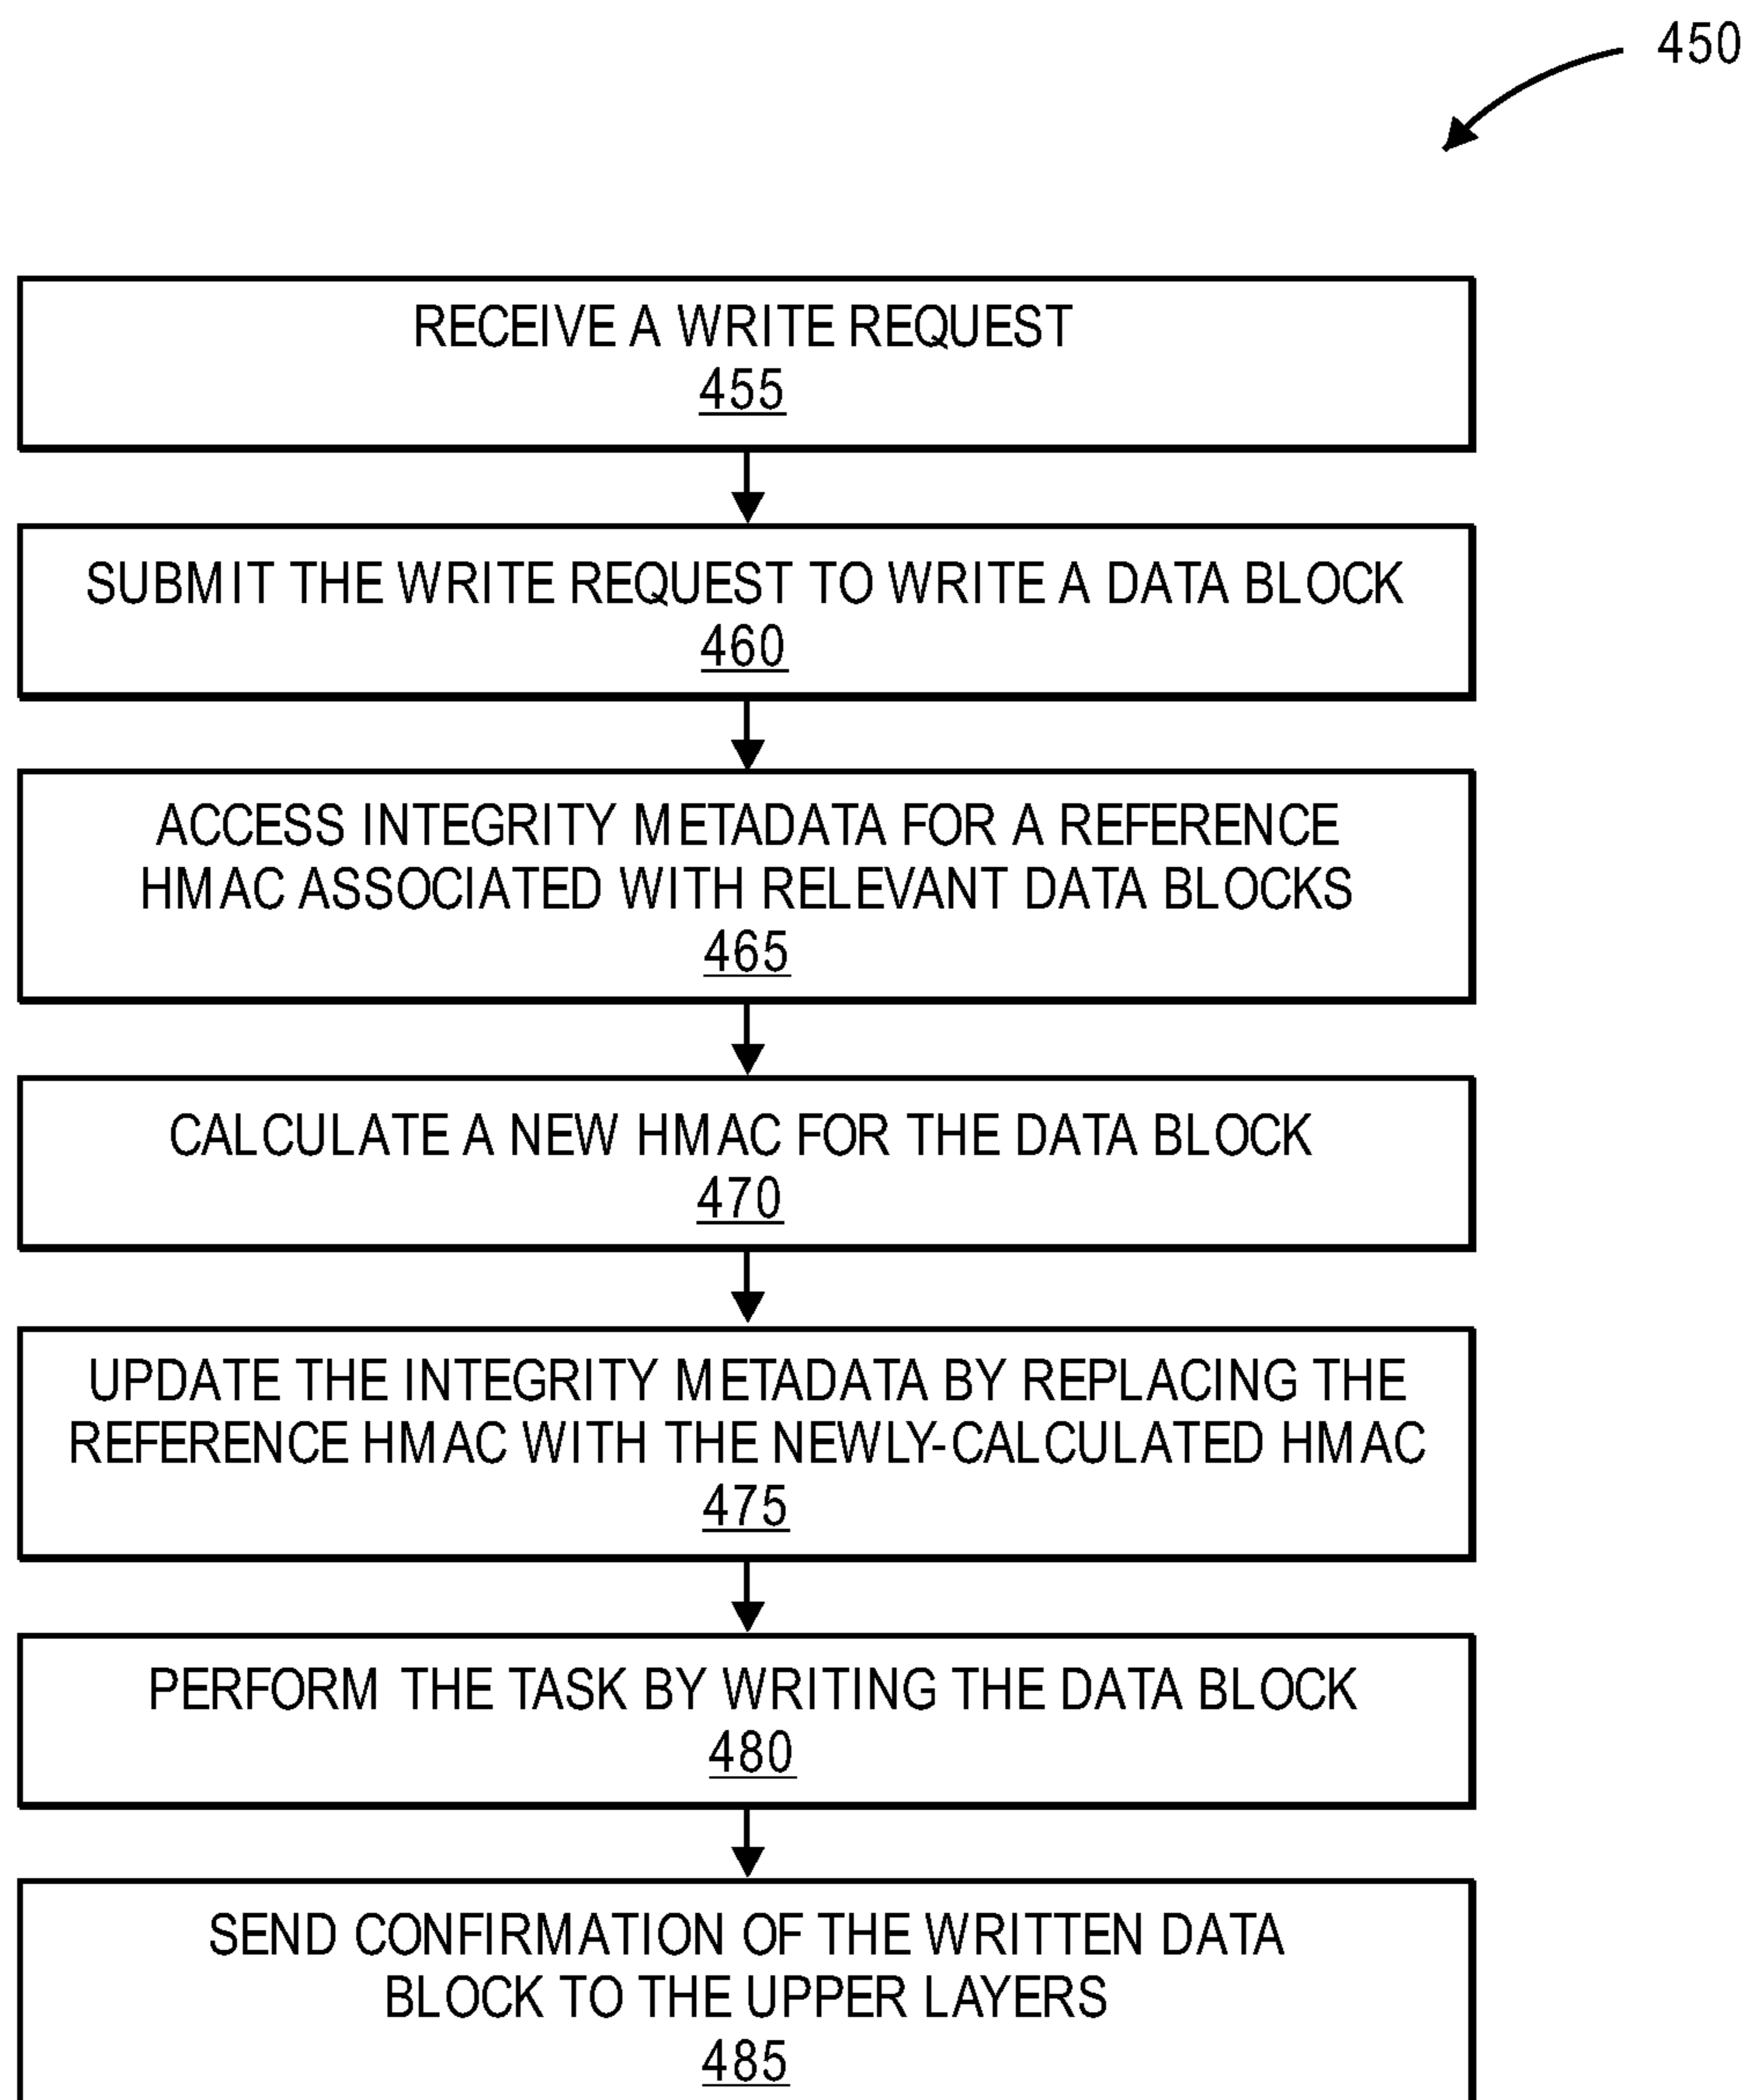 450
RECEIVE A WRITE REQUEST
455
SUBMIT THE WRITE REQUEST TO WRITE A DATA BLOCK
460
ACCESS INTEGRITY METADATA FOR A REFERENCE
HMAC ASSOCIATED WITH RELEVANT DATA BLOCKS
465
CALCULATE A NEW HMAC FOR THE DATA BLOCK
470
UPDATE THE INTEGRITY METADATA BY REPLACING THE
REFERENCE HMAC WITH THE NEWLY-CALCULATED HMAC
475
PERFORM THE TASK BY WRITING THE DATA BLOCK
480
SEND CONFIRMATION OF THE WRITTEN DATA
BLOCK TO THE UPPER LAYERS
485